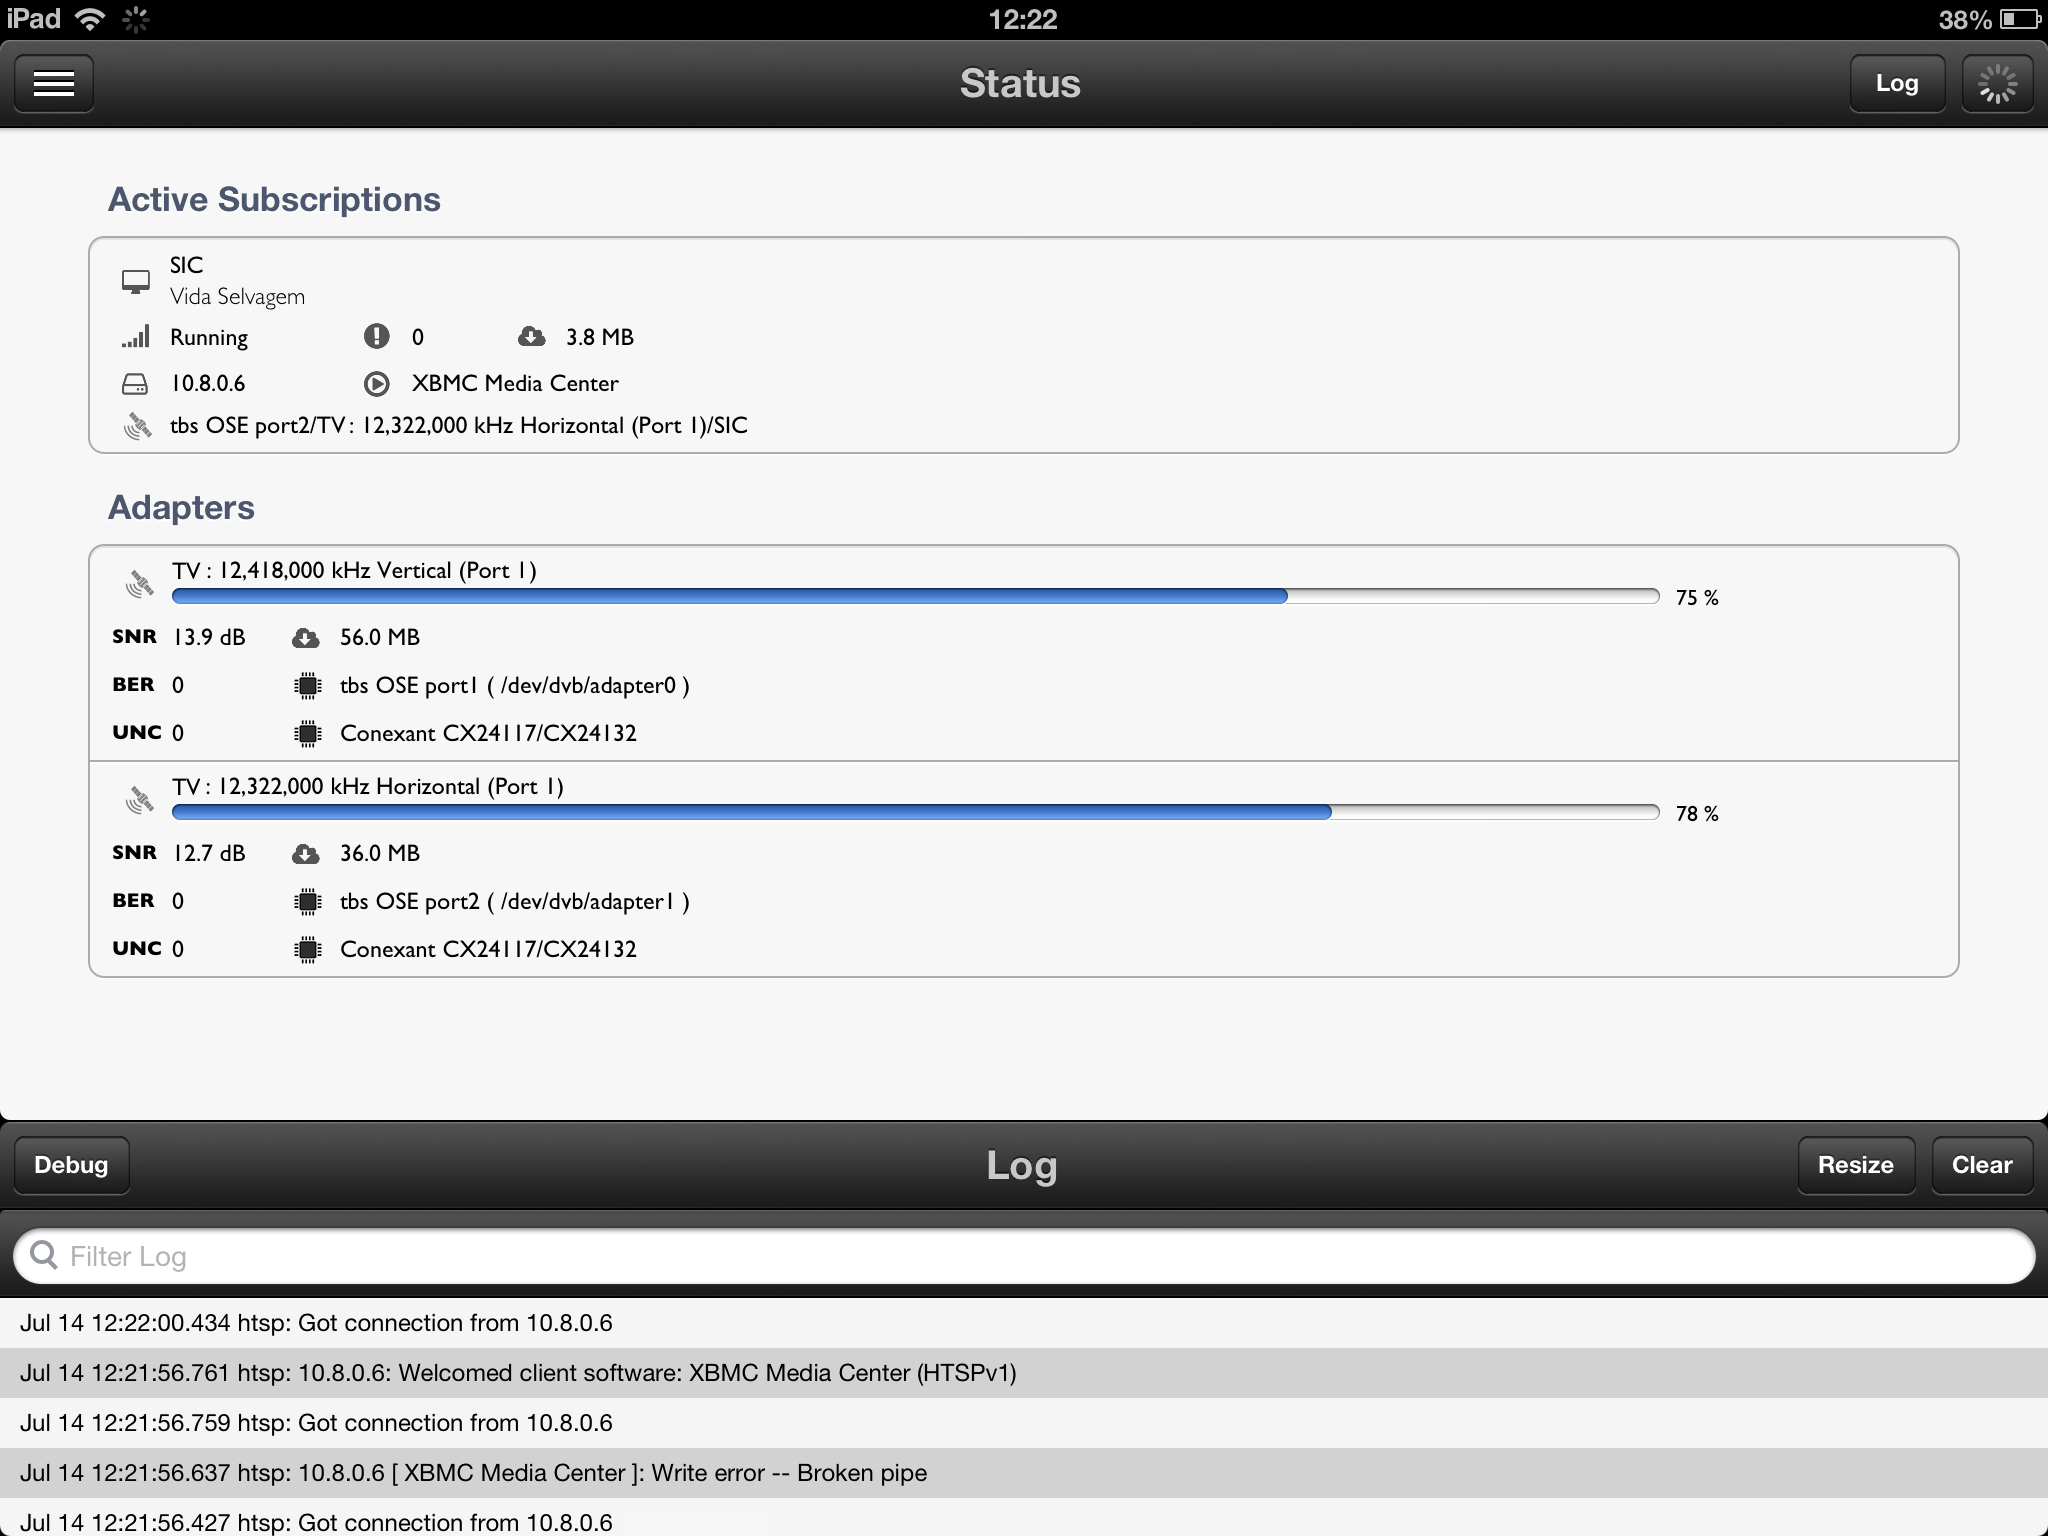 iPad 12:22 38%
Status Log
Active Subscriptions
SIC
Vida Selvagem
Running 0 3.8 MB
10.8.0.6 XBMC Media Center
tbs OSE port2/TV: 12,322,000 kHz Horizontal (Port 1)/SIC
Adapters
TV: 12,418,000 kHz Vertical (Port 1)
75 %
SNR 13.9 dB 56.0 MB
BER 0 tbs OSE port1 ( /dev/dvb/adapter0 )
UNC 0 Conexant CX24117/CX24132
TV: 12,322,000 kHz Horizontal (Port 1)
78 %
SNR 12.7 dB 36.0 MB
BER 0 tbs OSE port2 ( /dev/dvb/adapter1 )
UNC 0 Conexant CX24117/CX24132
Debug Log Resize Clear
Filter Log
Jul 14 12:22:00.434 htsp: Got connection from 10.8.0.6
Jul 14 12:21:56.761 htsp: 10.8.0.6: Welcomed client software: XBMC Media Center (HTSPv1)
Jul 14 12:21:56.759 htsp: Got connection from 10.8.0.6
Jul 14 12:21:56.637 htsp: 10.8.0.6 [ XBMC Media Center ]: Write error -- Broken pipe
Jul 14 12:21:56.427 htsp: Got connection from 10.8.0.6